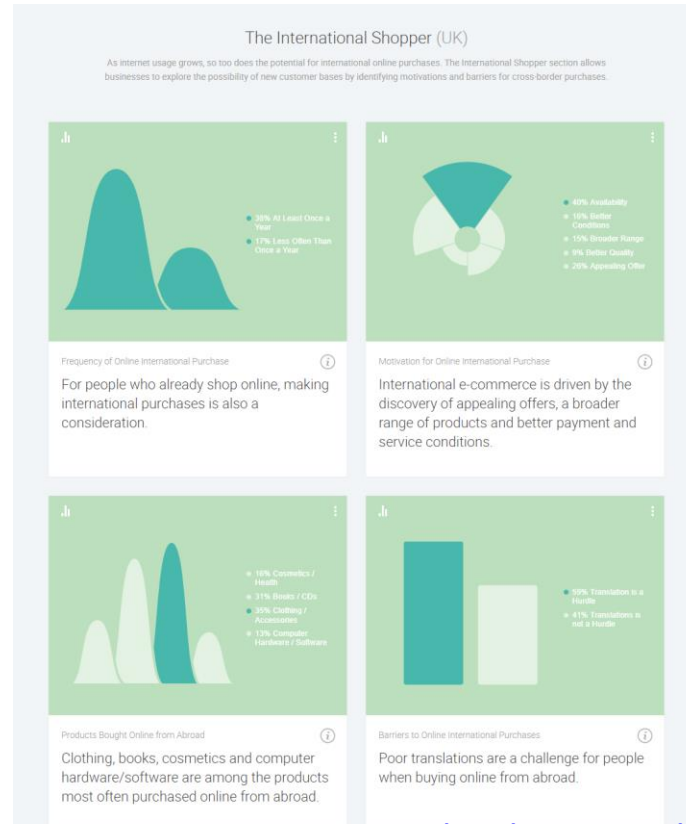 The International Shopper (UK)
As internet usage grows, so too does the potential for international online purchases. The International Shopper section allows
businesses to explore the possibility of new customer bases by identifying motivations and barriers for cross-border purchases.
38% At Least Once a
Year
17% Less Often Than
Once a Year
Frequency of Online International Purchase
For people who already shop online, making
international purchases is also a
consideration.
Availability
Better
Conditions
15% Broader Range
9% Better Quality
26% Appealing Offer
Motivation for Online International Purchase
International e-commerce is driven by the
discovery of appealing offers, a broader
range of products and better payment and
service conditions.
16% Cosmetics /
Health
31% Books / CDs
35% Clothing /
Accessories
13% Computer
Hardware / Software
Products Bought Online from Abroad
Clothing, books, cosmetics and computer
hardware/software are among the products
most often purchased online from abroad.
59% Translation is a
Hurdle
41% Translations is
not a Hurdle
Barriers to Online International Purchases
Poor translations are a challenge for people
when buying online from abroad.